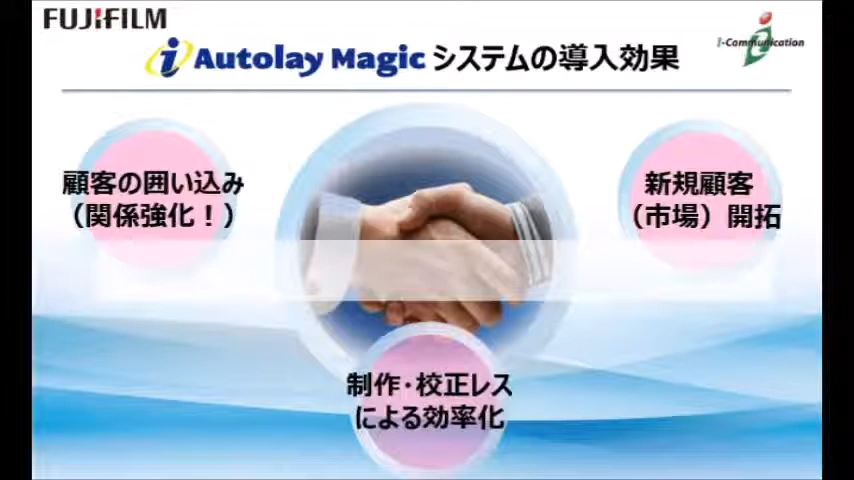 FUJIFILM
i Autolay Magic システムの導入効果
i-Communication
顧客の囲い込み
（関係強化！）
新規顧客
（市場）開拓
制作・校正レス
による効率化